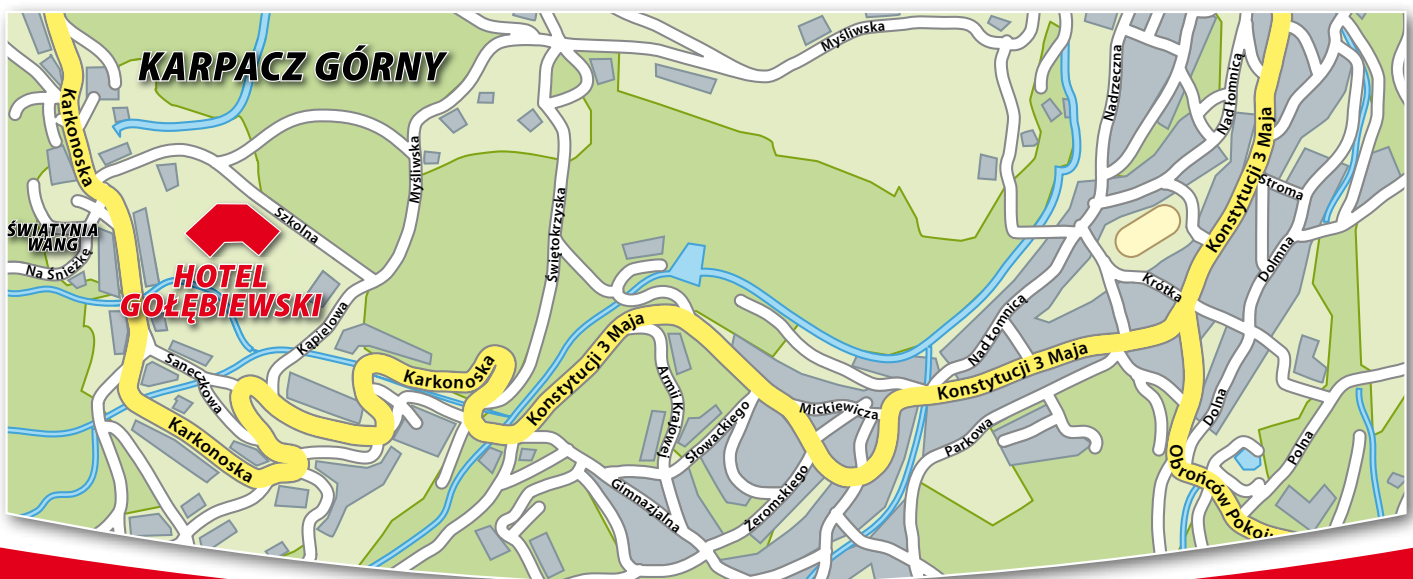 KARPACZ GÓRNY
Myśliwska
Nadrzeczna
Nad Łomnicą
Karkonoska
Konstytucji 3 Maja
Myśliwska
Stroma
Szkolna
Świętokrzyska
ŚWIĄTYNIA
WANG
Na Śnieżkę
HOTEL
GOŁĘBIEWSKI
Dolmna
Krótka
Kąpielowa
Nad Łomnicą
Konstytucji 3 Maja
Konstytucji 3 Maja
Saneczkowa
Karkonoska
Armii Krajowej
Mickiewicza
Słowackiego
Dolna
Karkonoska
Parkowa
Polna
Obrońców Pokoju
Gimnazjalna
Żeromskiego